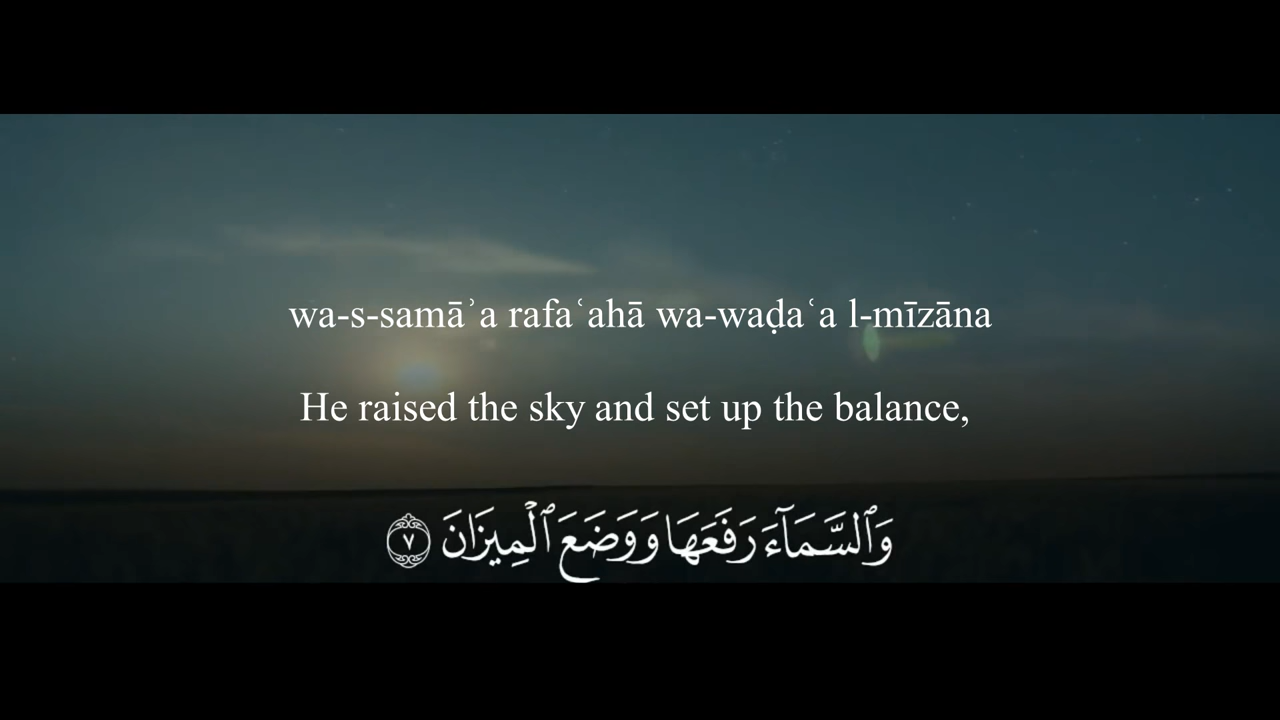 wa-s-samāʾa rafaʿahā wa-waḍaʿa l-mīzāna
He raised the sky and set up the balance,
وَٱلسَّمَآءَ رَفَعَهَا وَوَضَعَ ٱلْمِيزَانَ ٧